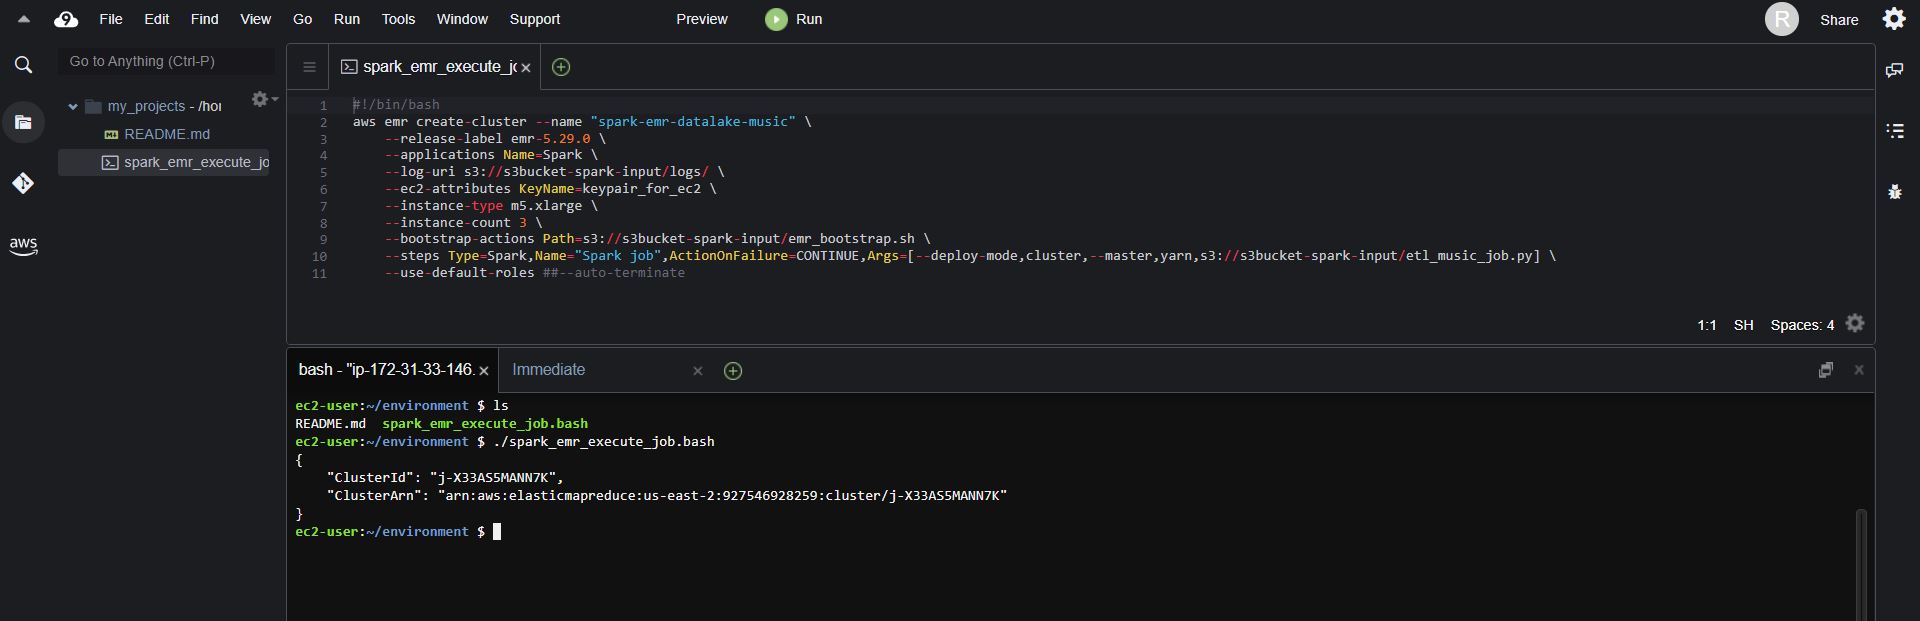 9 File Edit Find View Go Run Tools Window Support Preview Run R Share
Go to Anything (Ctrl-P)
my_projects - /hor
README.md
spark_emr_execute_jo
aws
spark_emr_execute_jo
1 #!/bin/bash
2 aws emr create-cluster --name "spark-emr-datalake-music" \
3 --release-label emr-5.29.0 \
4 --applications Name=Spark \
5 --log-uri s3://s3bucket-spark-input/logs/ \
6 --ec2-attributes KeyName=keypair_for_ec2 \
7 --instance-type m5.xlarge \
8 --instance-count 3 \
9 --bootstrap-actions Path=s3://s3bucket-spark-input/emr_bootstrap.sh \
10 --steps Type=Spark,Name="Spark job",ActionOnFailure=CONTINUE,Args=[--deploy-mode,cluster,--master,yarn,s3://s3bucket-spark-input/etl_music_job.py] \
11 --use-default-roles ##--auto-terminate
1:1 SH Spaces: 4
bash - "ip-172-31-33-146. Immediate
ec2-user:~/environment $ ls
README.md spark_emr_execute_job.bash
ec2-user:~/environment $ ./spark_emr_execute_job.bash
{
"ClusterId": "j-X33AS5MANN7K",
"ClusterArn": "arn:aws:elasticmapreduce:us-east-2:927546928259:cluster/j-X33AS5MANN7K"
}
ec2-user:~/environment $